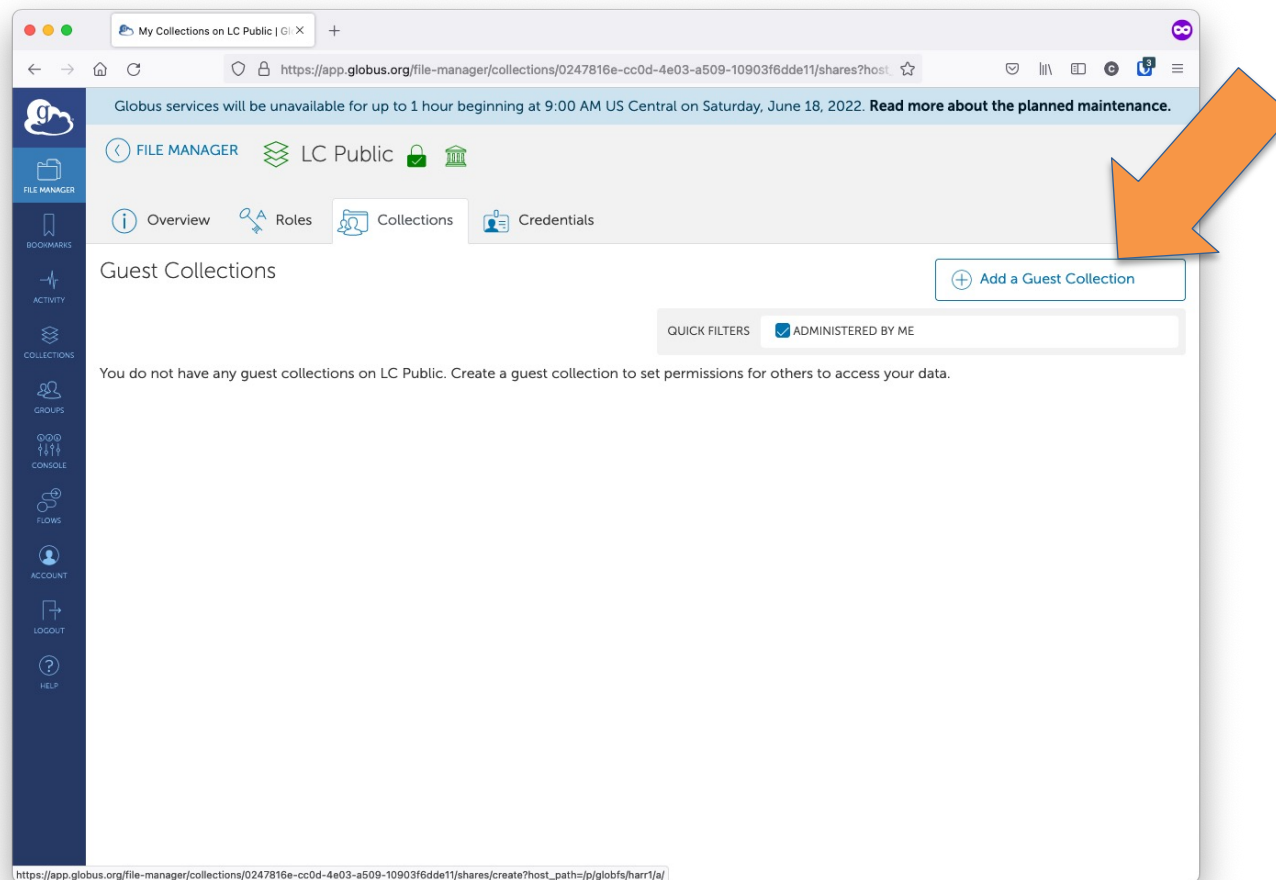 My Collections on LC Public | Gl
https://app.globus.org/file-manager/collections/0247816e-cc0d-4e03-a509-10903f6dde11/shares?host_
3
Globus services will be unavailable for up to 1 hour beginning at 9:00 AM US Central on Saturday, June 18, 2022. Read more about the planned maintenance.
FILE MANAGER
LC Public
FILE MANAGER
Overview
Roles
Collections
Credentials
BOOKMARKS
Guest Collections
Add a Guest Collection
ACTIVITY
QUICK FILTERS
ADMINISTERED BY ME
COLLECTIONS
You do not have any guest collections on LC Public. Create a guest collection to set permissions for others to access your data.
GROUPS
CONSOLE
FLOWS
ACCOUNT
LOGOUT
HELP
https://app.globus.org/file-manager/collections/0247816e-cc0d-4e03-a509-10903f6dde11/shares/create?host_path=/p/globfs/harr1/a/